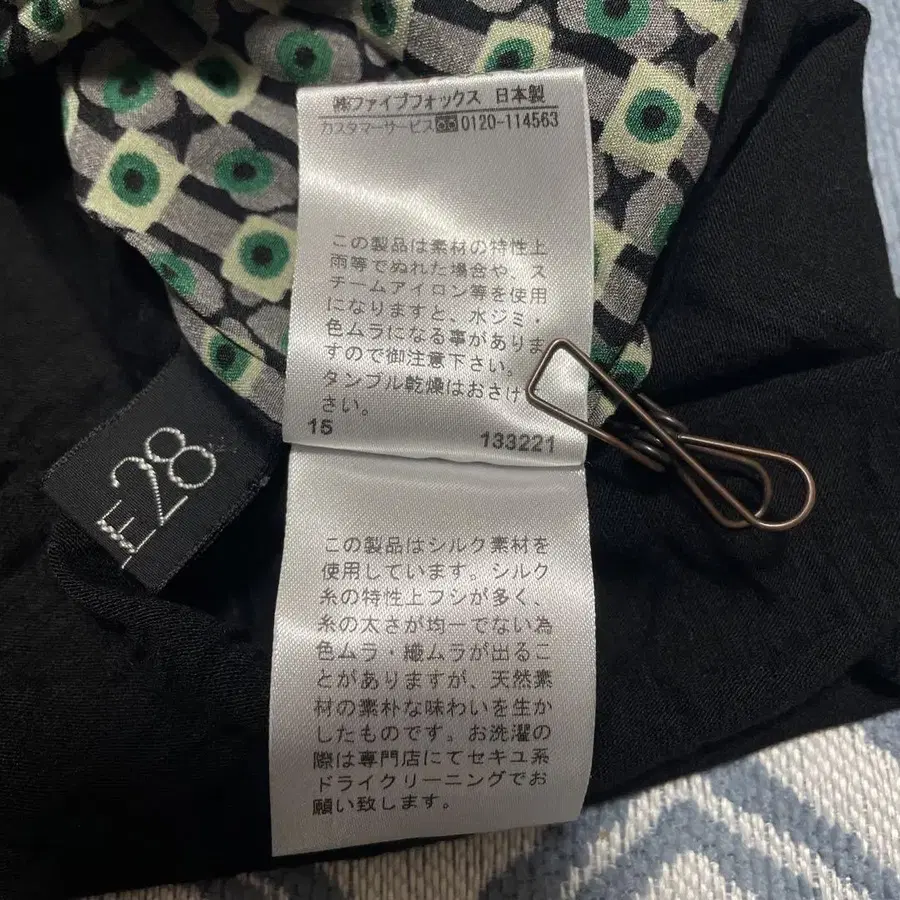 ㈱ファイブフォックス 日本製
カスタマーサービス 0120-114563
この製品は素材の特性上
雨等でぬれた場合や、ス
チームアイロン等を使用
になりますと、水ジミ・
色ムラになる事がありま
すので御注意下さい。
タンブル乾燥はおさけ
さい。
15 133221
28
この製品はシルク素材を
使用しています。シルク
糸の特性上フシが多く、
糸の太さが均一でない為
色ムラ・織ムラが出るこ
とがありますが、天然素
材の素朴な味わいを生か
したものです。お洗濯の
際は専門店にてセキユ系
ドライクリーニングでお
願い致します。